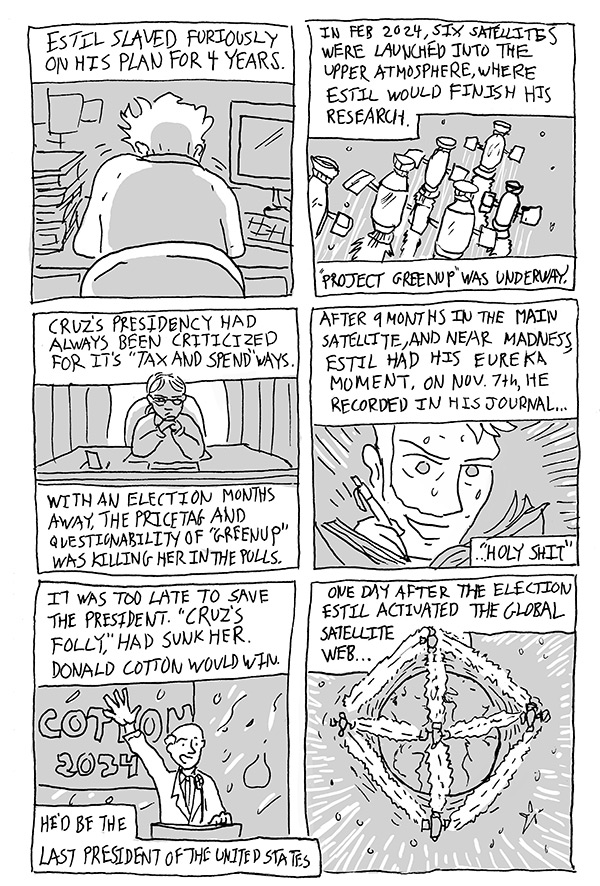 ESTIL SLAVED FURIOUSLY
ON HIS PLAN FOR 4 YEARS.
IN FEB 2024, SIX SATELLITES
WERE LAUNCHED INTO THE
UPPER ATMOSPHERE, WHERE
ESTIL WOULD FINISH HIS
RESEARCH.
"PROJECT GREENUP" WAS UNDERWAY.
CRUZ'S PRESIDENCY HAD
ALWAYS BEEN CRITICIZED
FOR IT'S "TAX AND SPEND" WAYS.
WITH AN ELECTION MONTHS
AWAY, THE PRICETAG AND
QUESTIONABILITY OF "GREENUP"
WAS KILLING HER IN THE POLLS.
AFTER 9 MONTHS IN THE MAIN
SATELLITE, AND NEAR MADNESS,
ESTIL HAD HIS EUREKA
MOMENT, ON NOV. 7th, HE
RECORDED IN HIS JOURNAL...
..."HOLY SHIT"
IT WAS TOO LATE TO SAVE
THE PRESIDENT. "CRUZ'S
FOLLY," HAD SUNK HER.
DONALD COTTON WOULD WIN.
COTTON
2034
HE'D BE THE
LAST PRESIDENT OF THE UNITED STATES
ONE DAY AFTER THE ELECTION
ESTIL ACTIVATED THE GLOBAL
SATELLITE
WEB...